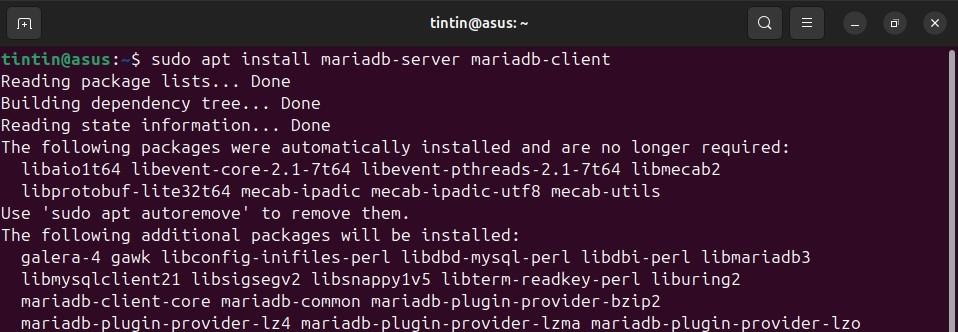 tintin@asus: ~
tintin@asus:~$ sudo apt install mariadb-server mariadb-client
Reading package lists... Done
Building dependency tree... Done
Reading state information... Done
The following packages were automatically installed and are no longer required:
  libaio1t64 libevent-core-2.1-7t64 libevent-pthreads-2.1-7t64 libmecab2
  libprotobuf-lite32t64 mecab-ipadic mecab-ipadic-utf8 mecab-utils
Use 'sudo apt autoremove' to remove them.
The following additional packages will be installed:
  galera-4 gawk libconfig-inifiles-perl libdbd-mysql-perl libdbi-perl libmariadb3
  libmysqlclient21 libsigsegv2 libsnappy1v5 libterm-readkey-perl liburing2
  mariadb-client-core mariadb-common mariadb-plugin-provider-bzip2
  mariadb-plugin-provider-lz4 mariadb-plugin-provider-lzma mariadb-plugin-provider-lzo